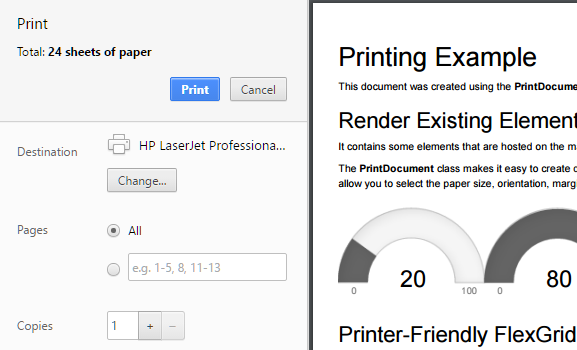 Print
Total: 24 sheets of paper
Print
Cancel
Destination
HP LaserJet Professiona...
Change...
Pages
All
e.g. 1-5, 8, 11-13
Copies
1
+
−
Printing Example
This document was created using the PrintDocume
Render Existing Element
It contains some elements that are hosted on the m
The PrintDocument class makes it easy to create
allow you to select the paper size, orientation, marg
20
0
100
80
0
Printer-Friendly FlexGrid